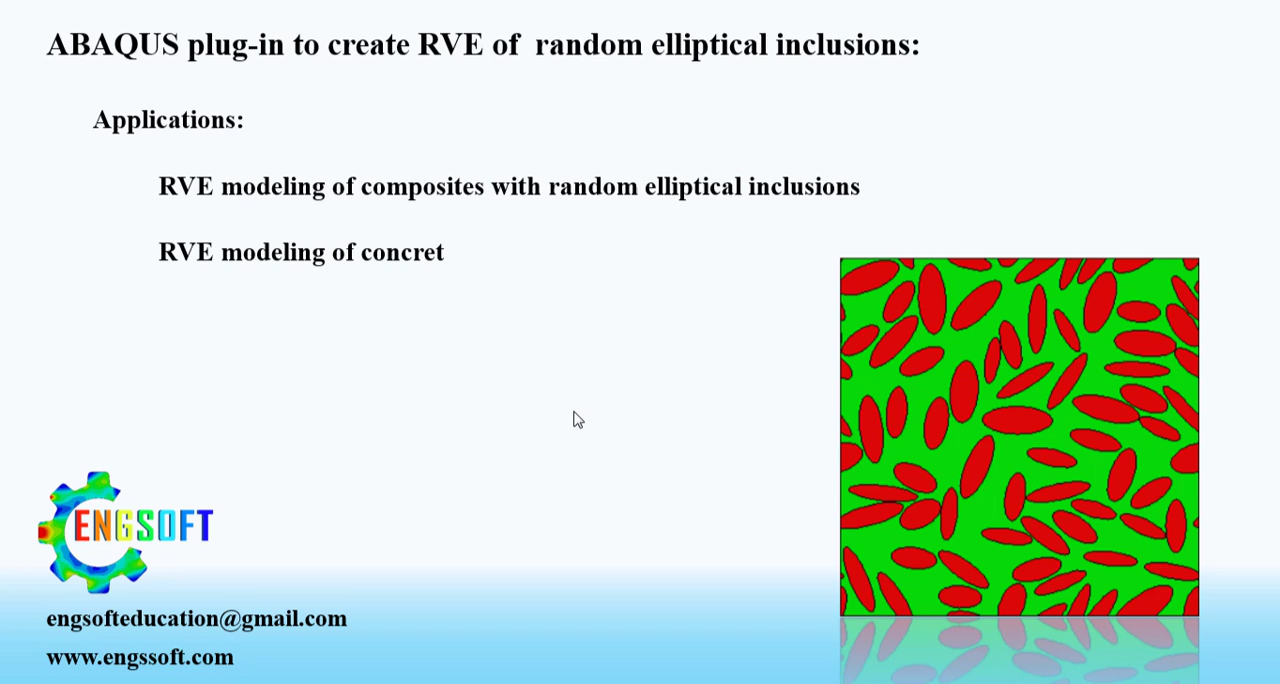 ABAQUS plug-in to create RVE of random elliptical inclusions:
Applications:
RVE modeling of composites with random elliptical inclusions
RVE modeling of concret
ENGSOFT
engsofteducation@gmail.com
www.engssoft.com